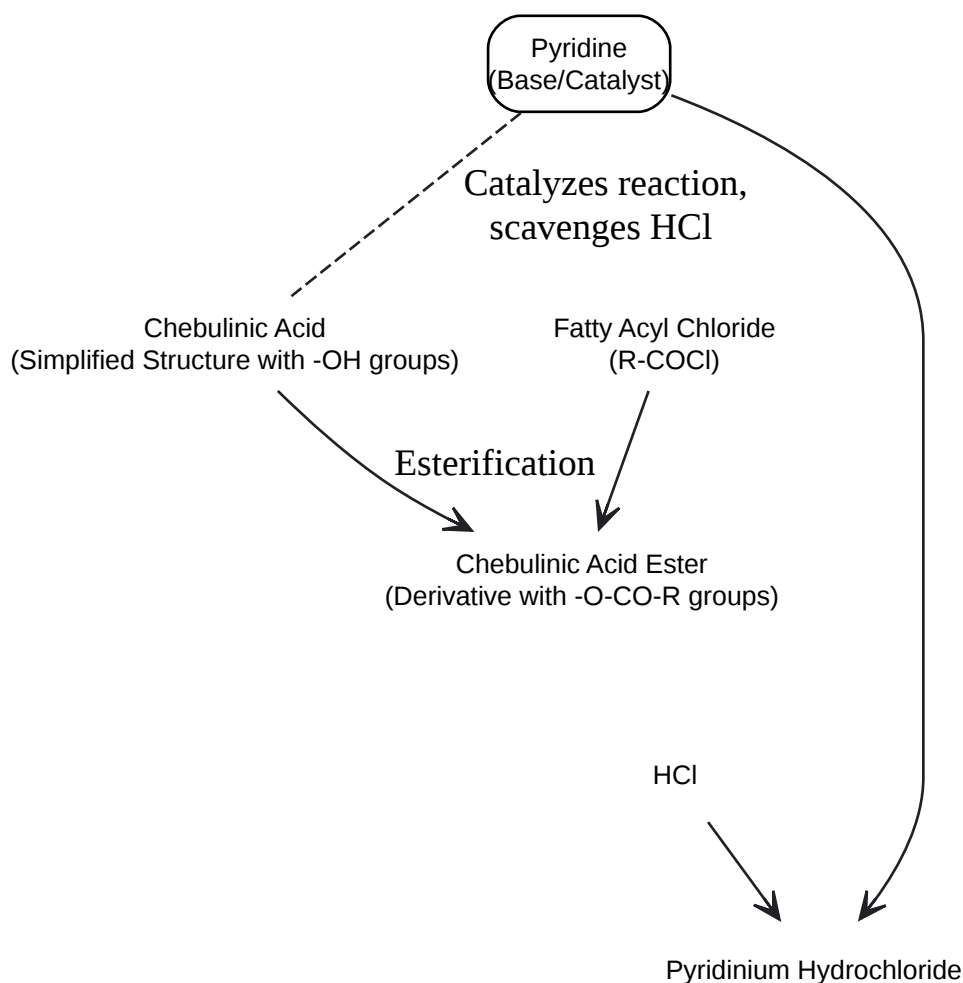 Pyridine
(Base/Catalyst)
Catalyzes reaction,
scavenges HCl
Chebulinic Acid
(Simplified Structure with -OH groups)
Fatty Acyl Chloride
(R-COCl)
Esterification
Chebulinic Acid Ester
(Derivative with -O-CO-R groups)
HCl
Pyridinium Hydrochloride